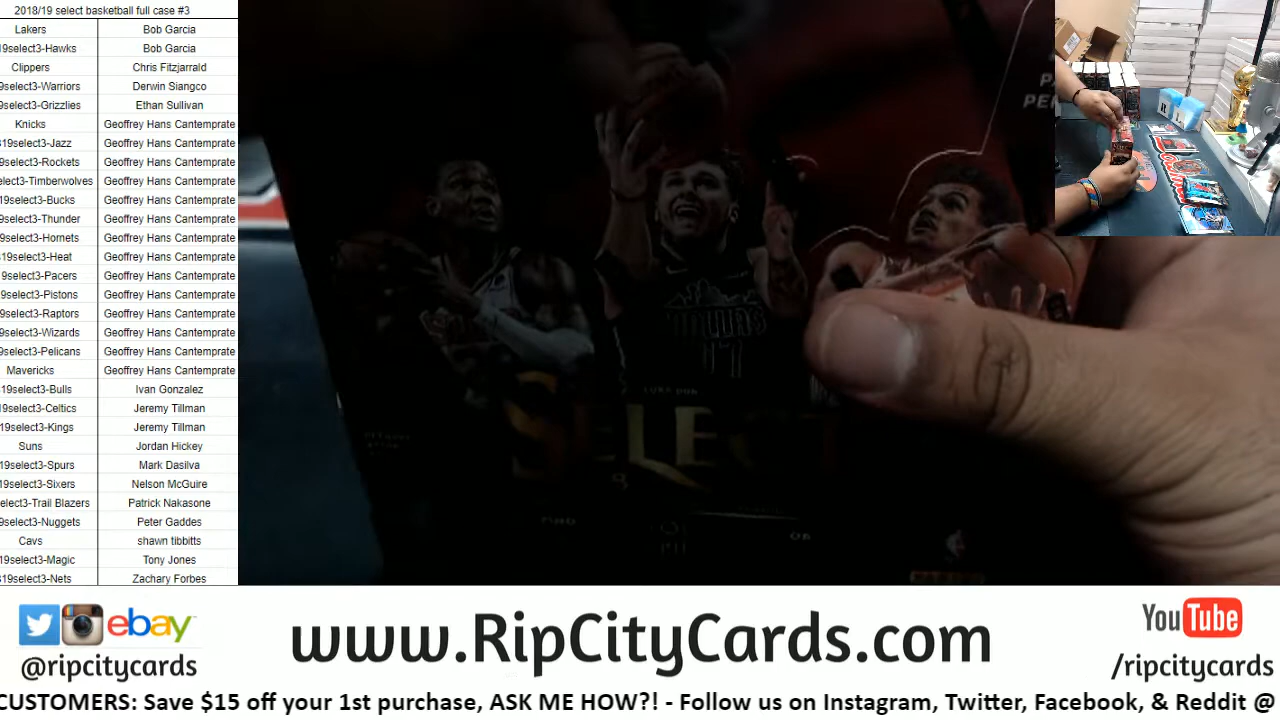 2018/19 select basketball full case #3
Lakers Bob Garcia
19select3-Hawks Bob Garcia
Clippers Chris Fitzjarrald
9select3-Warriors Derwin Siangco
9select3-Grizzlies Ethan Sullivan
Knicks Geoffrey Hans Cantemprate
19select3-Jazz Geoffrey Hans Cantemprate
9select3-Rockets Geoffrey Hans Cantemprate
elect3-Timberwolves Geoffrey Hans Cantemprate
19select3-Bucks Geoffrey Hans Cantemprate
9select3-Thunder Geoffrey Hans Cantemprate
9select3-Hornets Geoffrey Hans Cantemprate
19select3-Heat Geoffrey Hans Cantemprate
9select3-Pacers Geoffrey Hans Cantemprate
9select3-Pistons Geoffrey Hans Cantemprate
9select3-Raptors Geoffrey Hans Cantemprate
9select3-Wizards Geoffrey Hans Cantemprate
9select3-Pelicans Geoffrey Hans Cantemprate
Mavericks Geoffrey Hans Cantemprate
19select3-Bulls Ivan Gonzalez
19select3-Celtics Jeremy Tillman
19select3-Kings Jeremy Tillman
Suns Jordan Hickey
19select3-Spurs Mark Dasilva
19select3-Sixers Nelson McGuire
elect3-Trail Blazers Patrick Nakasone
9select3-Nuggets Peter Gaddes
Cavs shawn tibbitts
19select3-Magic Tony Jones
19select3-Nets Zachary Forbes
SELECT
ebay
@ripcitycards
www.RipCityCards.com
YouTube
/ripcitycards
CUSTOMERS: Save $15 off your 1st purchase, ASK ME HOW?! - Follow us on Instagram, Twitter, Facebook, & Reddit @